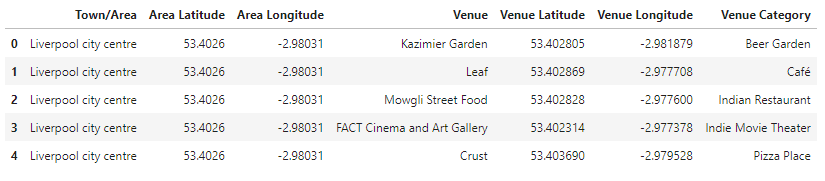 Town/Area Area Latitude Area Longitude Venue Venue Latitude Venue Longitude Venue Category
0 Liverpool city centre 53.4026 -2.98031 Kazimier Garden 53.402805 -2.981879 Beer Garden
1 Liverpool city centre 53.4026 -2.98031 Leaf 53.402869 -2.977708 Café
2 Liverpool city centre 53.4026 -2.98031 Mowgli Street Food 53.402828 -2.977600 Indian Restaurant
3 Liverpool city centre 53.4026 -2.98031 FACT Cinema and Art Gallery 53.402314 -2.977378 Indie Movie Theater
4 Liverpool city centre 53.4026 -2.98031 Crust 53.403690 -2.979528 Pizza Place